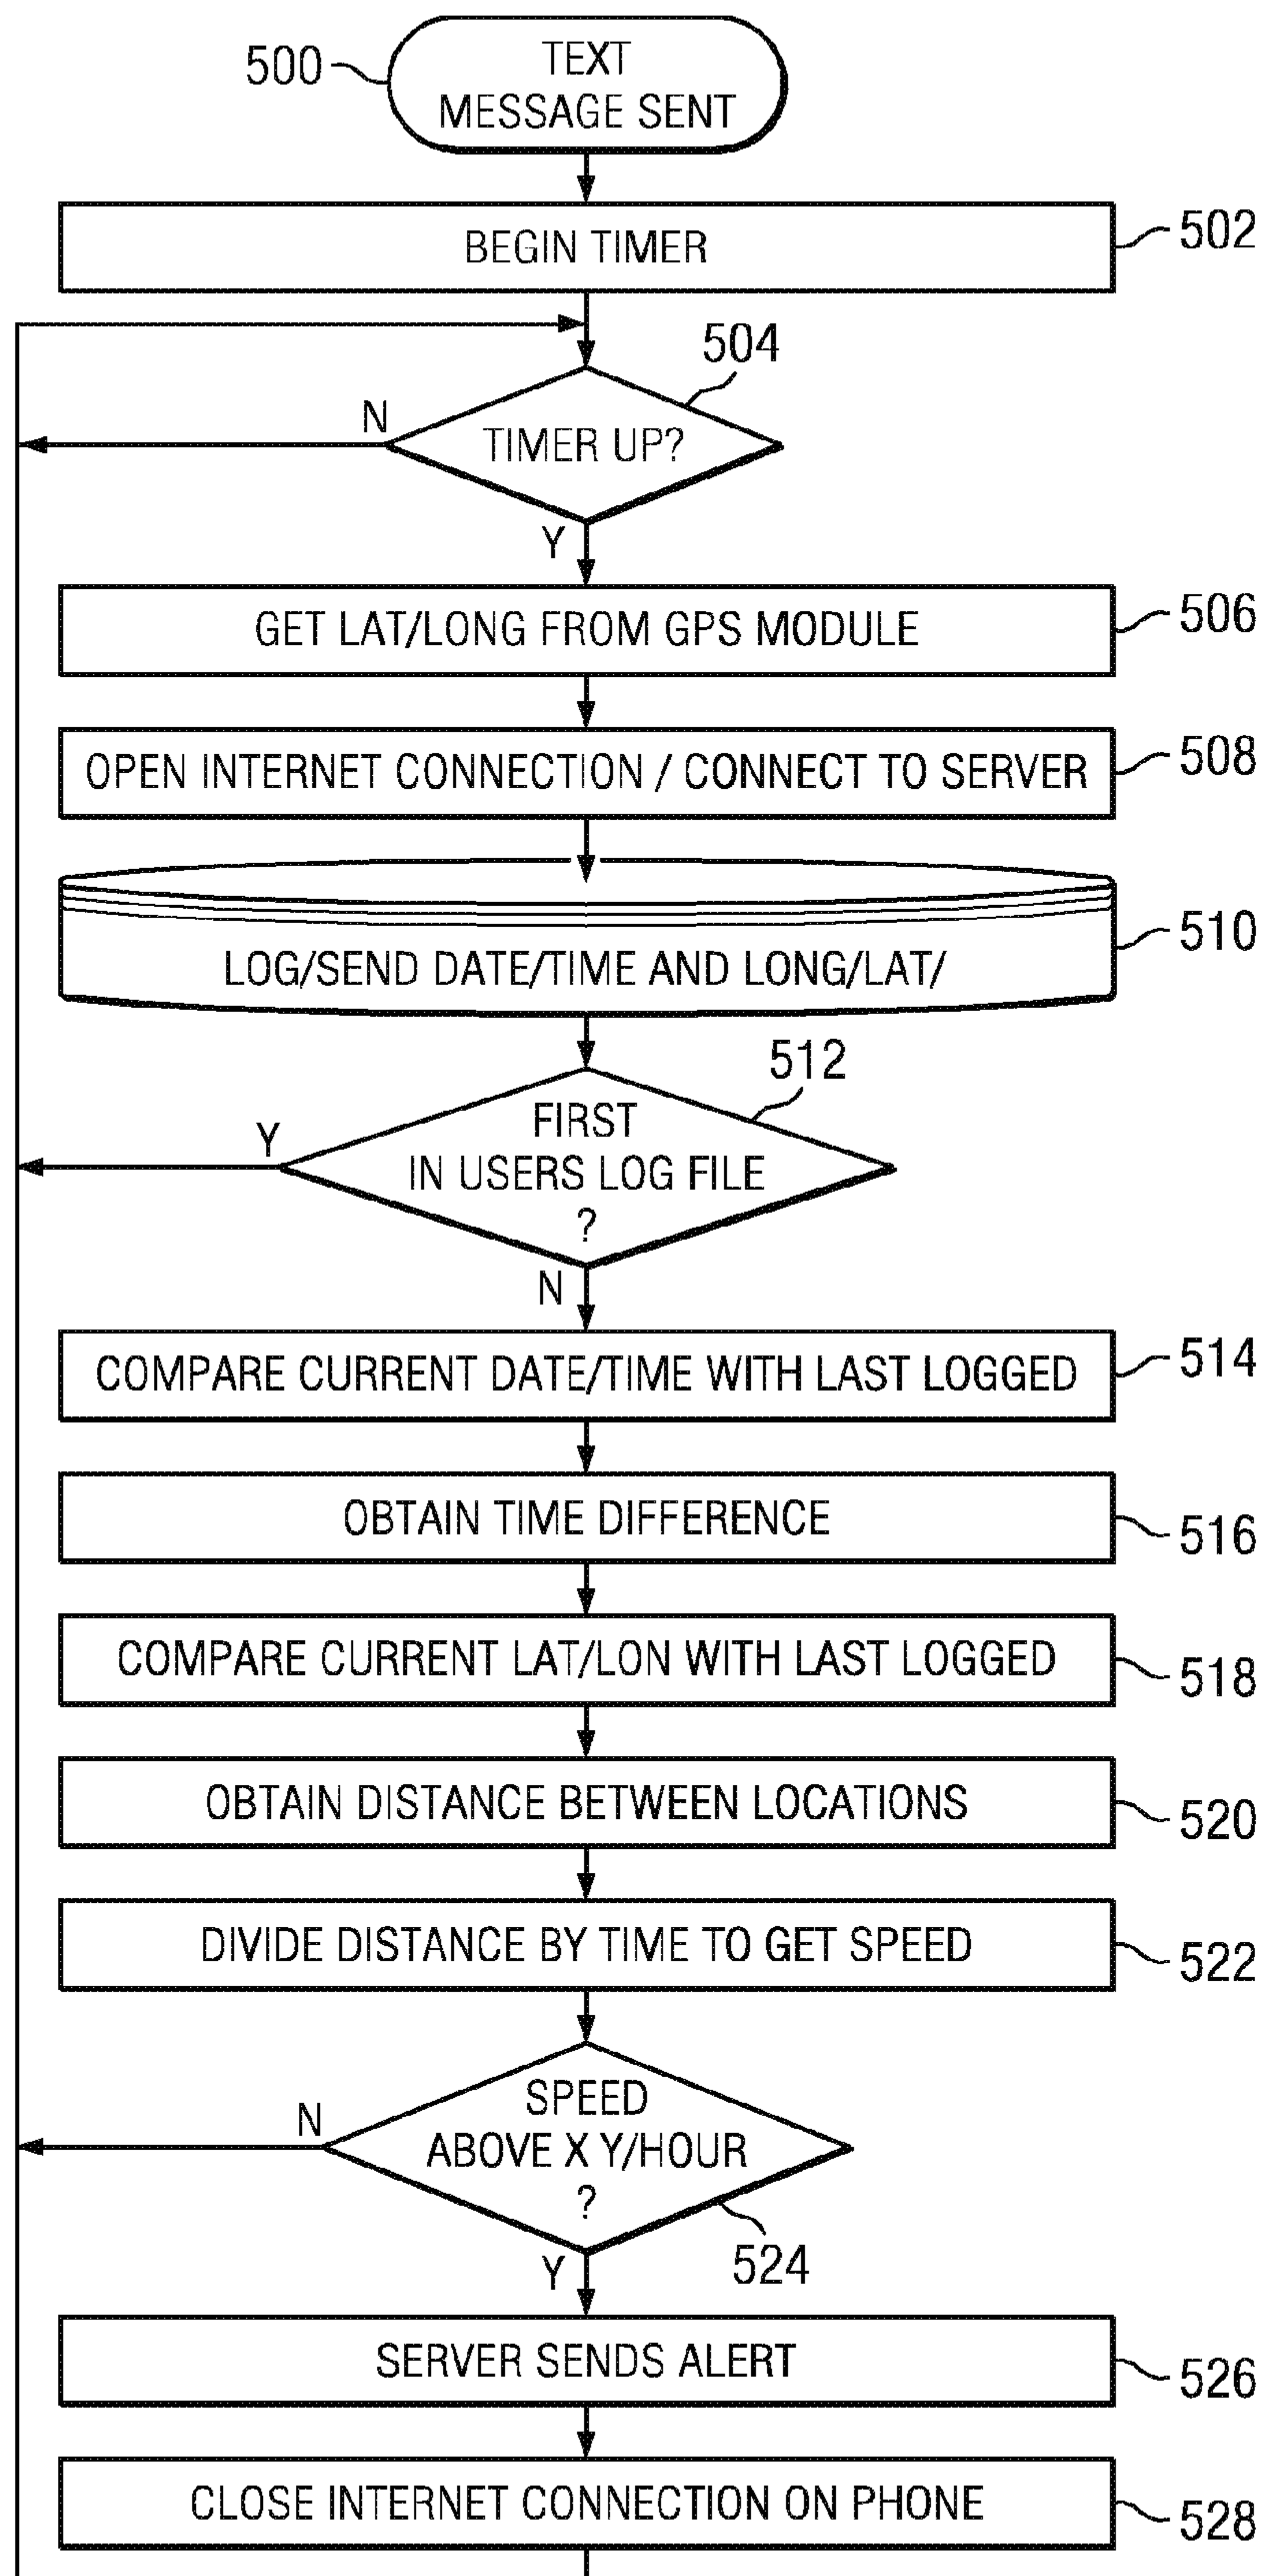 500
TEXT
MESSAGE SENT
BEGIN TIMER
502
504
N
TIMER UP?
Y
GET LAT/LONG FROM GPS MODULE
506
OPEN INTERNET CONNECTION / CONNECT TO SERVER
508
LOG/SEND DATE/TIME AND LONG/LAT/
510
512
Y
FIRST
IN USERS LOG FILE
?
N
COMPARE CURRENT DATE/TIME WITH LAST LOGGED
514
OBTAIN TIME DIFFERENCE
516
COMPARE CURRENT LAT/LON WITH LAST LOGGED
518
OBTAIN DISTANCE BETWEEN LOCATIONS
520
DIVIDE DISTANCE BY TIME TO GET SPEED
522
N
SPEED
ABOVE X Y/HOUR
?
524
Y
SERVER SENDS ALERT
526
CLOSE INTERNET CONNECTION ON PHONE
528